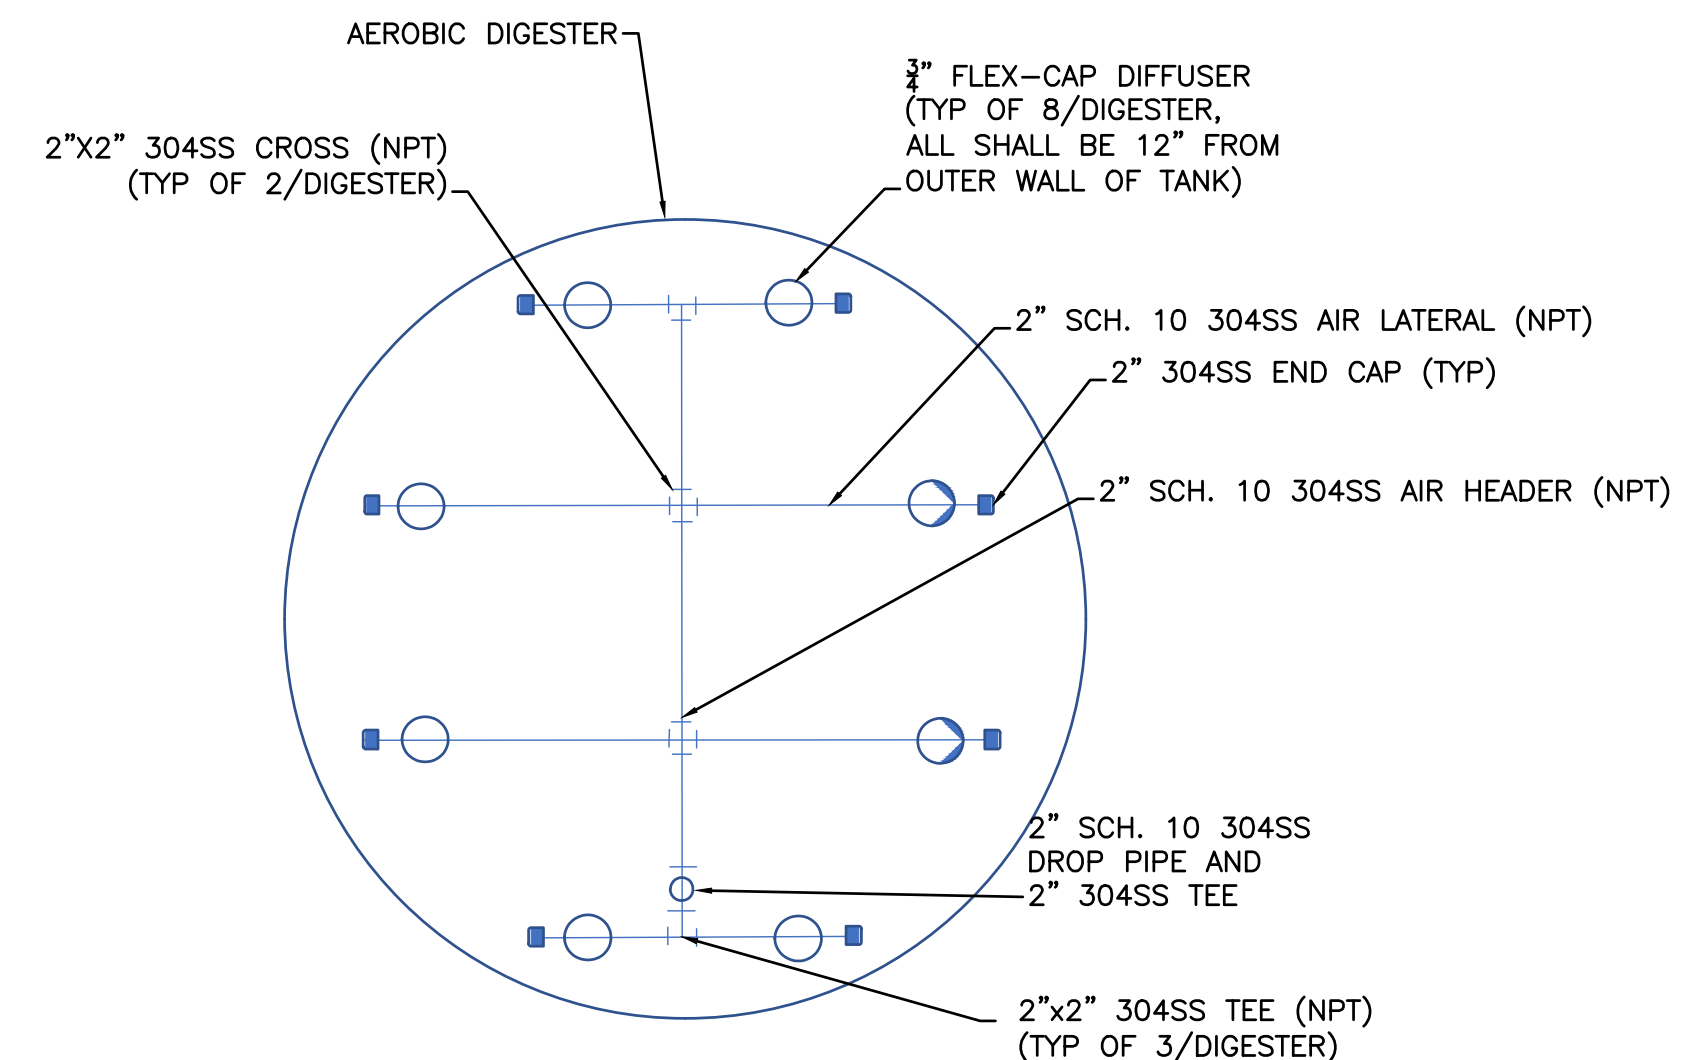 AEROBIC DIGESTER
3/4” FLEX-CAP DIFFUSER
(TYP OF 8/DIGESTER,
ALL SHALL BE 12” FROM
OUTER WALL OF TANK)
2”X2” 304SS CROSS (NPT)
(TYP OF 2/DIGESTER)
2” SCH. 10 304SS AIR LATERAL (NPT)
2” 304SS END CAP (TYP)
2” SCH. 10 304SS AIR HEADER (NPT)
2” SCH. 10 304SS
DROP PIPE AND
2” 304SS TEE
2”x2” 304SS TEE (NPT)
(TYP OF 3/DIGESTER)